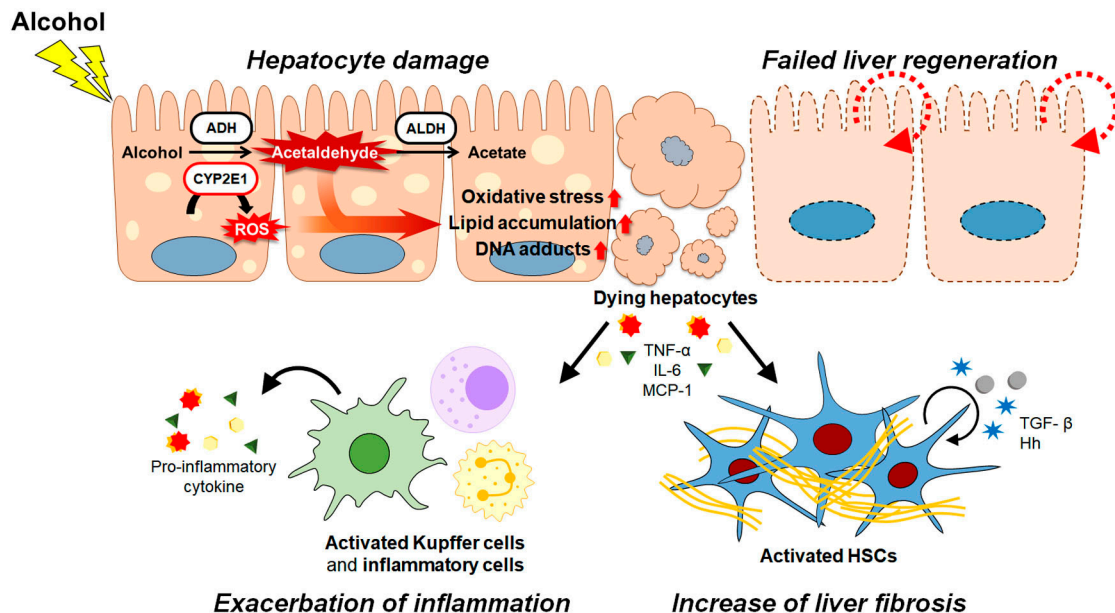 Alcohol
Hepatocyte damage
Failed liver regeneration
ADH
ALDH
Alcohol
Acetaldehyde
Acetate
CYP2E1
ROS
Oxidative stress
Lipid accumulation
DNA adducts
Dying hepatocytes
TNF-α
IL-6
MCP-1
TGF- β
Hh
Pro-inflammatory
cytokine
Activated Kupffer cells
and inflammatory cells
Activated HSCs
Exacerbation of inflammation
Increase of liver fibrosis